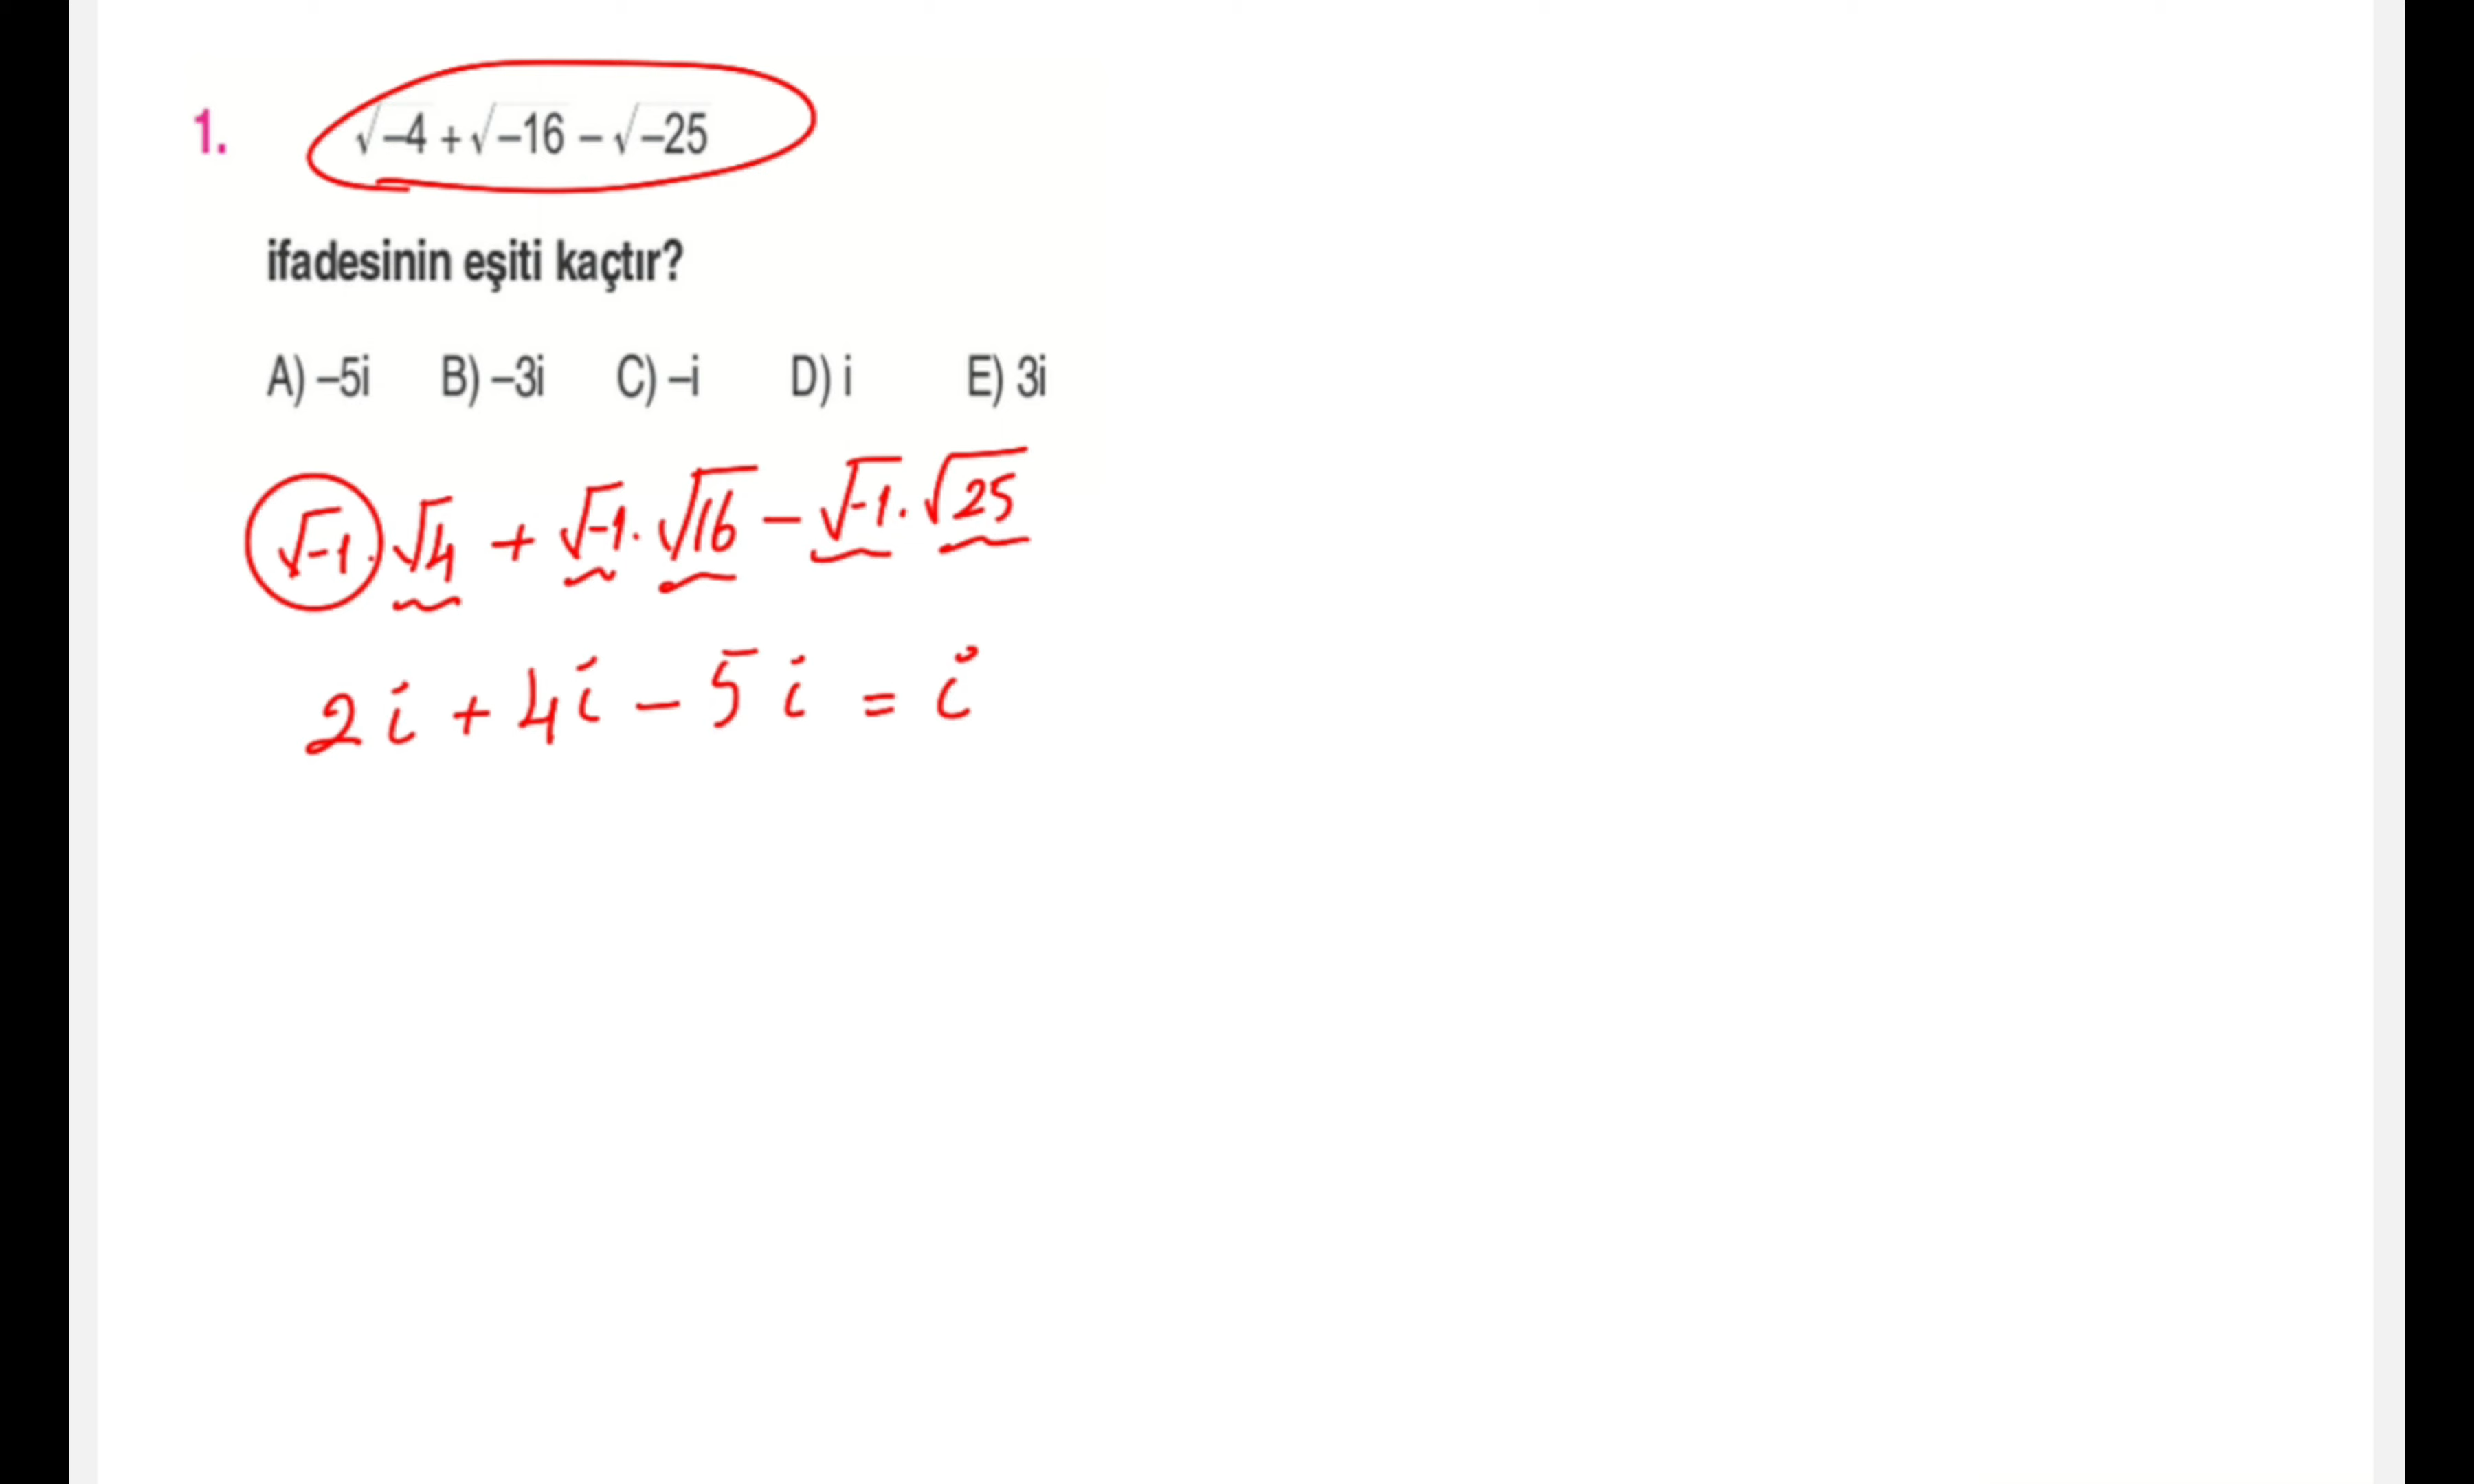 1. √–4 + √–16 – √–25
ifadesinin eşiti kaçtır?
A) –5i B) –3i C) –i D) i E) 3i
√-1 . √4 + √-1 . √16 - √-1 . √25
2i + 4i - 5i = i